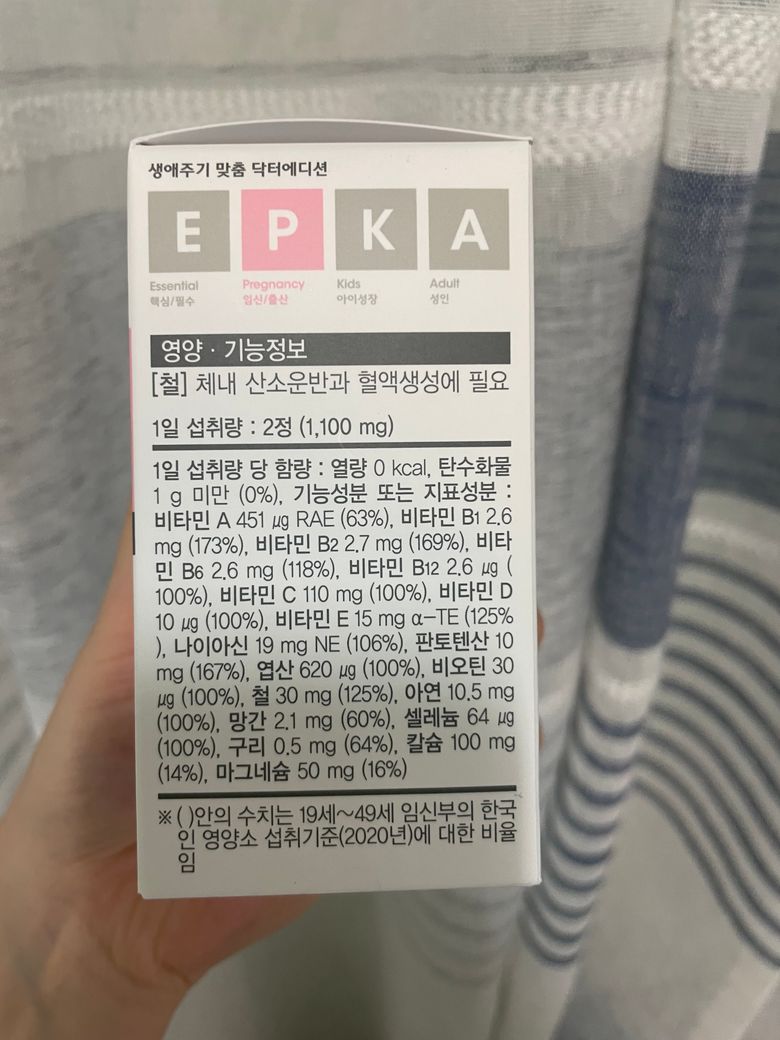 생애주기 맞춤 닥터에디션
E P K A
Essential Pregnancy Kids Adult
핵심/필수 임신/출산 아이성장 성인
영양 · 기능정보
[철] 체내 산소운반과 혈액생성에 필요
1일 섭취량 : 2정 (1,100 mg)
1일 섭취량 당 함량 : 열량 0 kcal, 탄수화물
1 g 미만 (0%), 기능성분 또는 지표성분 :
비타민 A 451 μg RAE (63%), 비타민 B1 2.6
mg (173%), 비타민 B2 2.7 mg (169%), 비타
민 B6 2.6 mg (118%), 비타민 B12 2.6 μg (
100%), 비타민 C 110 mg (100%), 비타민 D
10 μg (100%), 비타민 E 15 mg α-TE (125%
), 나이아신 19 mg NE (106%), 판토텐산 10
mg (167%), 엽산 620 μg (100%), 비오틴 30
μg (100%), 철 30 mg (125%), 아연 10.5 mg
(100%), 망간 2.1 mg (60%), 셀레늄 64 μg
(100%), 구리 0.5 mg (64%), 칼슘 100 mg
(14%), 마그네슘 50 mg (16%)
※ ( )안의 수치는 19세~49세 임신부의 한국
인 영양소 섭취기준(2020년)에 대한 비율
임